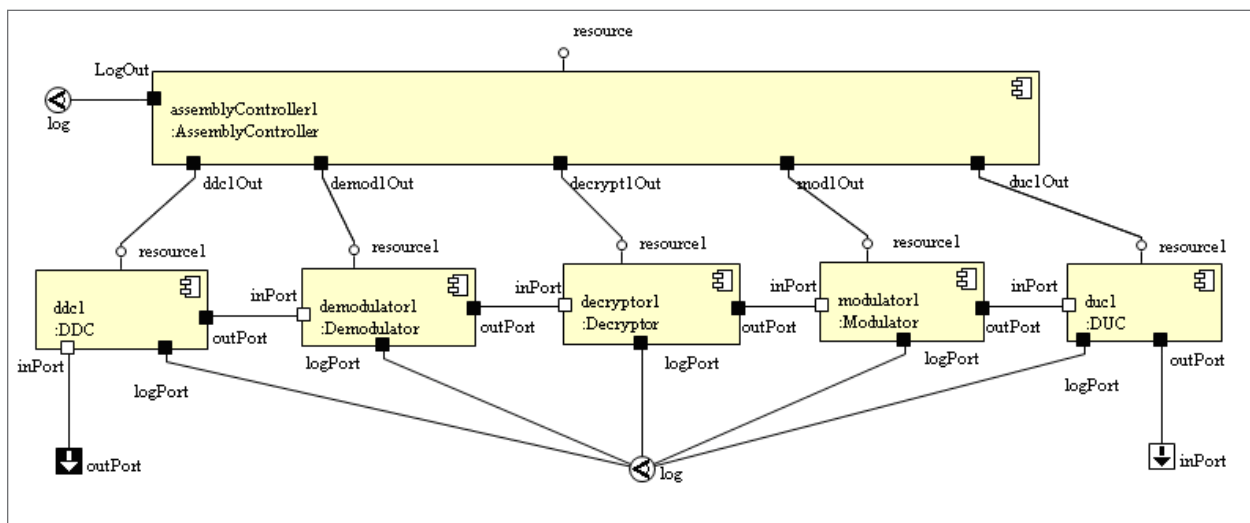 resource
LogOut
log
assemblyController1
:AssemblyController
ddc1Out
demod1Out
decrypt1Out
mod1Out
duc1Out
resource1
resource1
resource1
resource1
resource1
ddc1
:DDC
inPort
outPort
logPort
inPort
demodulator1
:Demodulator
outPort
logPort
inPort
decryptor1
:Decryptor
outPort
logPort
inPort
modulator1
:Modulator
outPort
logPort
inPort
duc1
:DUC
outPort
logPort
outPort
log
inPort